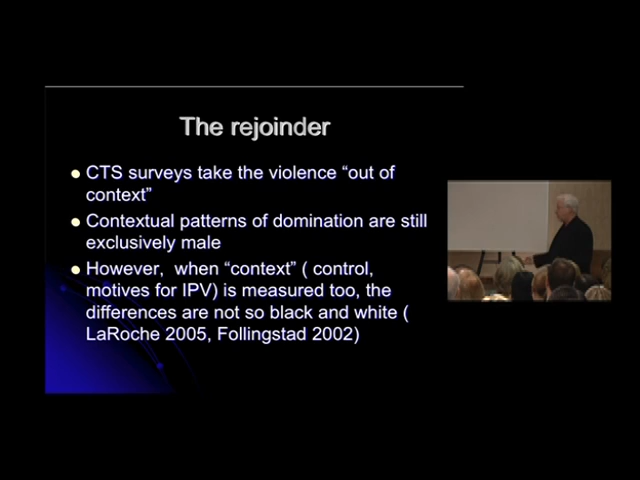 The rejoinder
CTS surveys take the violence “out of
context”
Contextual patterns of domination are still
exclusively male
However, when “context” ( control,
motives for IPV) is measured too, the
differences are not so black and white (
LaRoche 2005, Follingstad 2002)